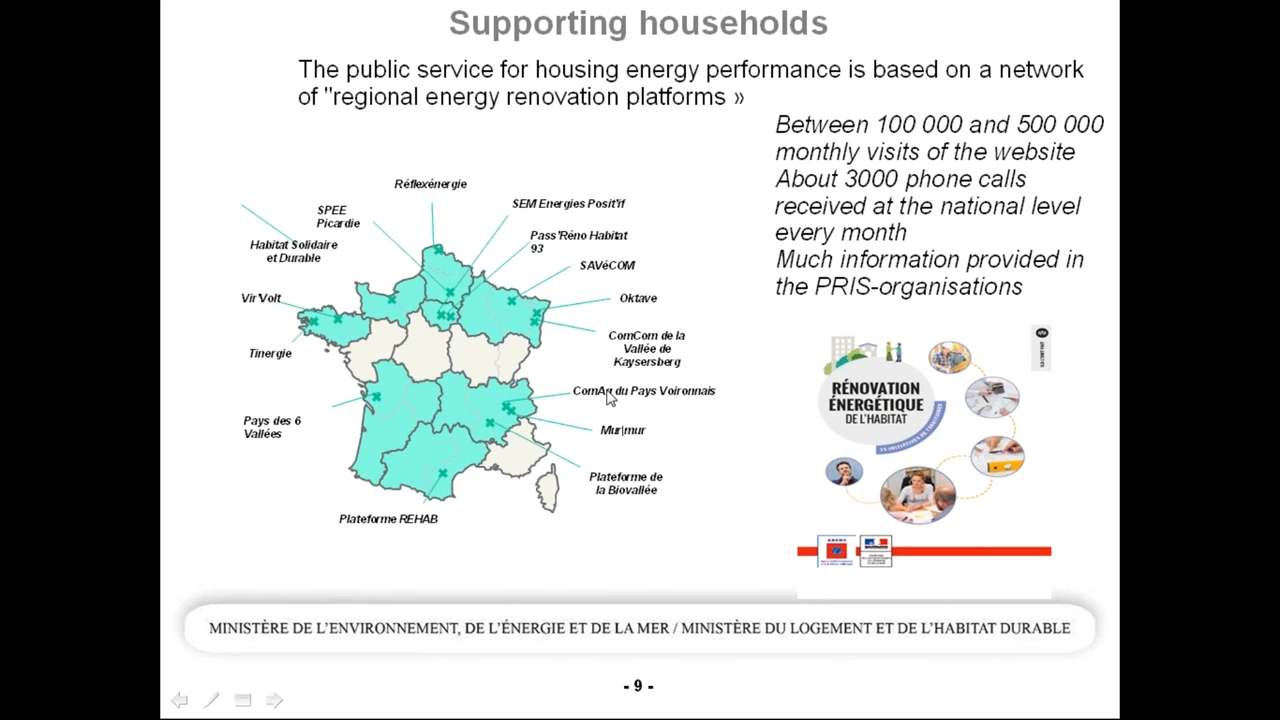 Supporting households
The public service for housing energy performance is based on a network
of "regional energy renovation platforms »
Between 100 000 and 500 000
monthly visits of the website
About 3000 phone calls
received at the national level
every month
Much information provided in
the PRIS-organisations
Réflexénergie
SPEE
Picardie
SEM Energies Posit'if
Habitat Solidaire
et Durable
Pass'Réno Habitat
93
SAVéCOM
Vir'Volt
Oktave
Tinergie
ComCom de la
Vallée de
Kaysersberg
ComAg du Pays Voironnais
Pays des 6
Vallées
Mur|mur
Plateforme de
la Biovallée
Plateforme REHAB
RÉNOVATION
ÉNERGÉTIQUE
DE L'HABITAT
MINISTÈRE DE L'ENVIRONNEMENT, DE L'ÉNERGIE ET DE LA MER / MINISTÈRE DU LOGEMENT ET DE L'HABITAT DURABLE
- 9 -